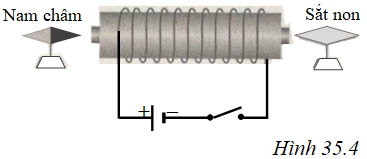 Nam châm
Sắt non
+ –
Hình 35.4